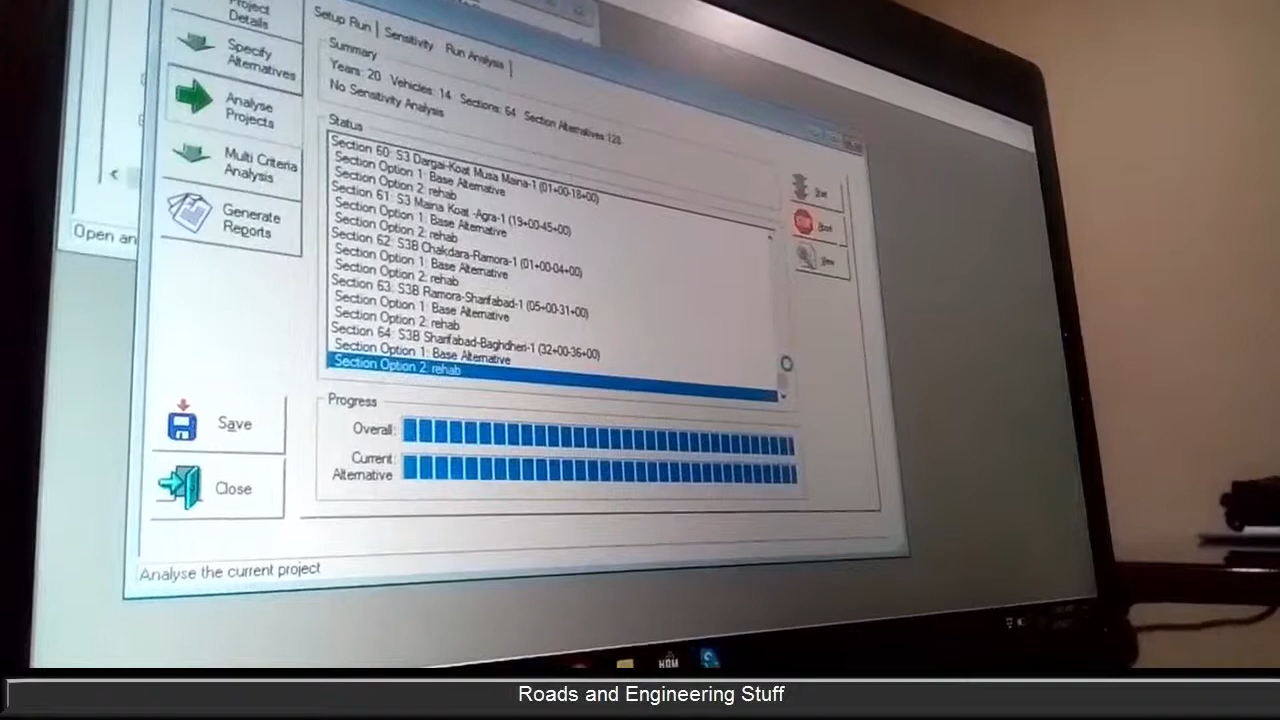 Project
Details
Specify
Alternatives
Analyse
Projects
Multi Criteria
Analysis
Generate
Reports
Save
Close
Open an
Setup Run
Sensitivity
Run Analysis
Summary
Years: 20 Vehicles: 14 Sections: 64 Section Alternatives:128
No Sensitivity Analysis
Status
Section 60: S3 Dargai-Koat Musa Maina-1 (01+00-18+00)
Section Option 1: Base Alternative
Section Option 2: rehab
Section 61: S3 Maina Koat -Agra-1 (19+00-45+00)
Section Option 1: Base Alternative
Section Option 2: rehab
Section 62: S3B Chakdara-Ramora-1 (01+00-04+00)
Section Option 1: Base Alternative
Section Option 2: rehab
Section 63: S3B Ramora-Sharifabad-1 (05+00-31+00)
Section Option 1: Base Alternative
Section Option 2: rehab
Section 64: S3B Sharifabad-Baghdheri-1 (32+00-36+00)
Section Option 1: Base Alternative
Section Option 2: rehab
Progress
Overall:
Current
Alternative
Analyse the current project
HDM
Roads and Engineering Stuff